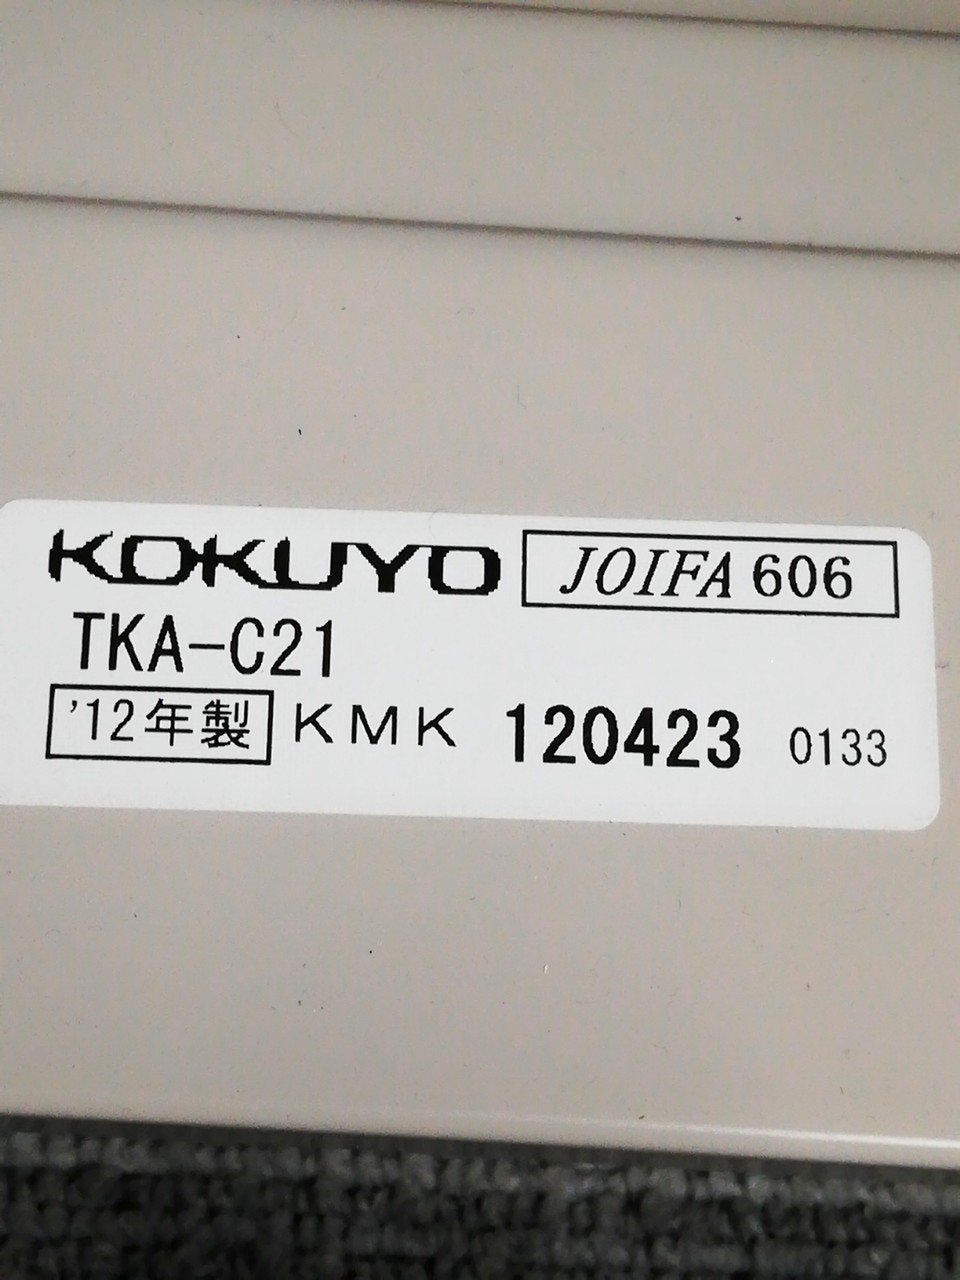 KOKUYO JOIFA 606
TKA-C21
'12年製 KMK 120423 0133